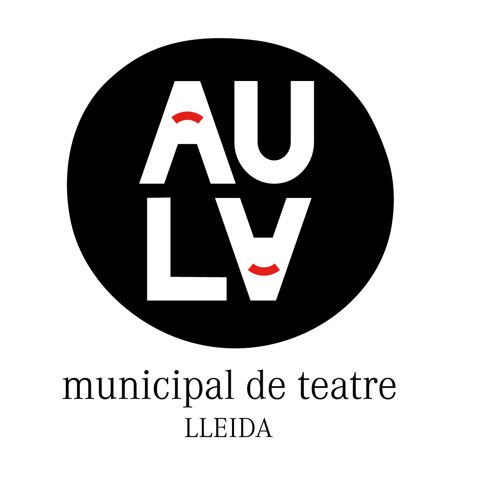 AU
LA
municipal de teatre
LLEIDA